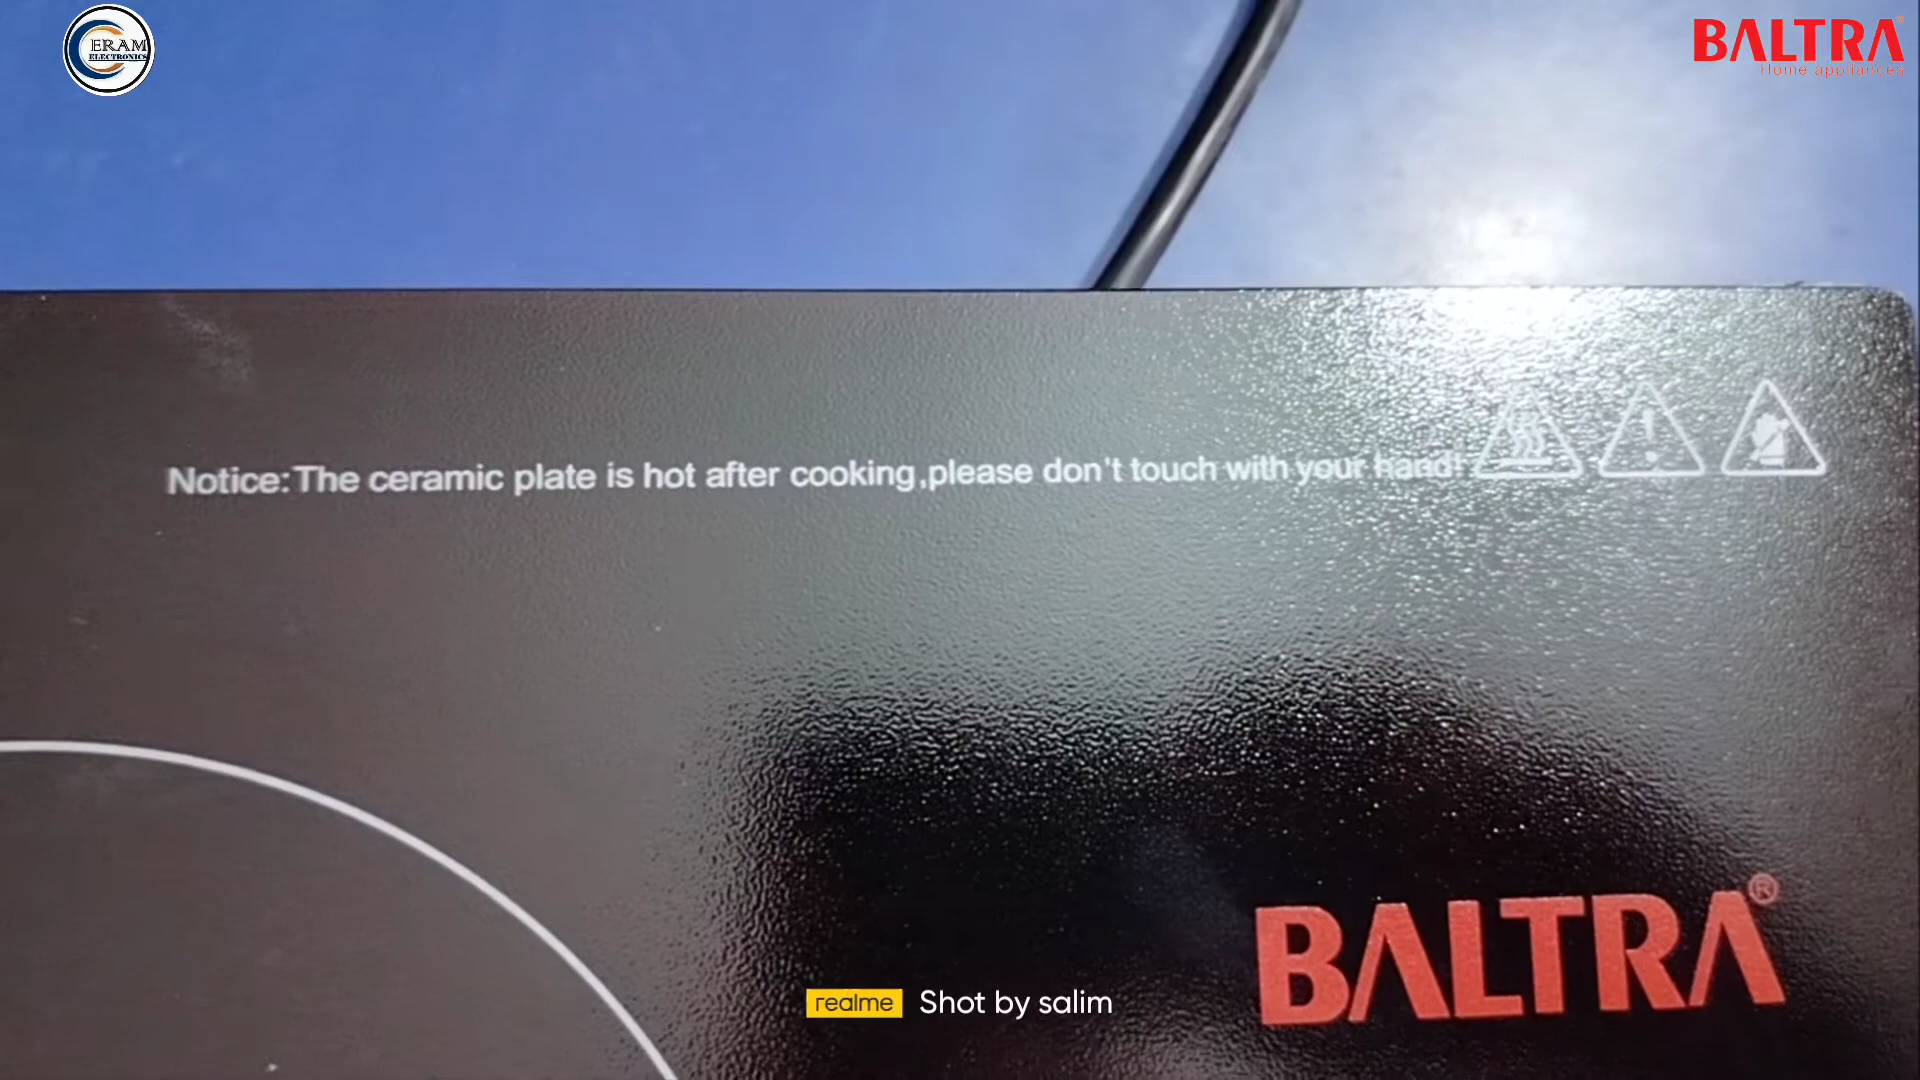 ERAM
ELECTRONICS
BALTRA
Home appliances
Notice:The ceramic plate is hot after cooking,please don't touch with your hand!
BALTRA®
realme Shot by salim